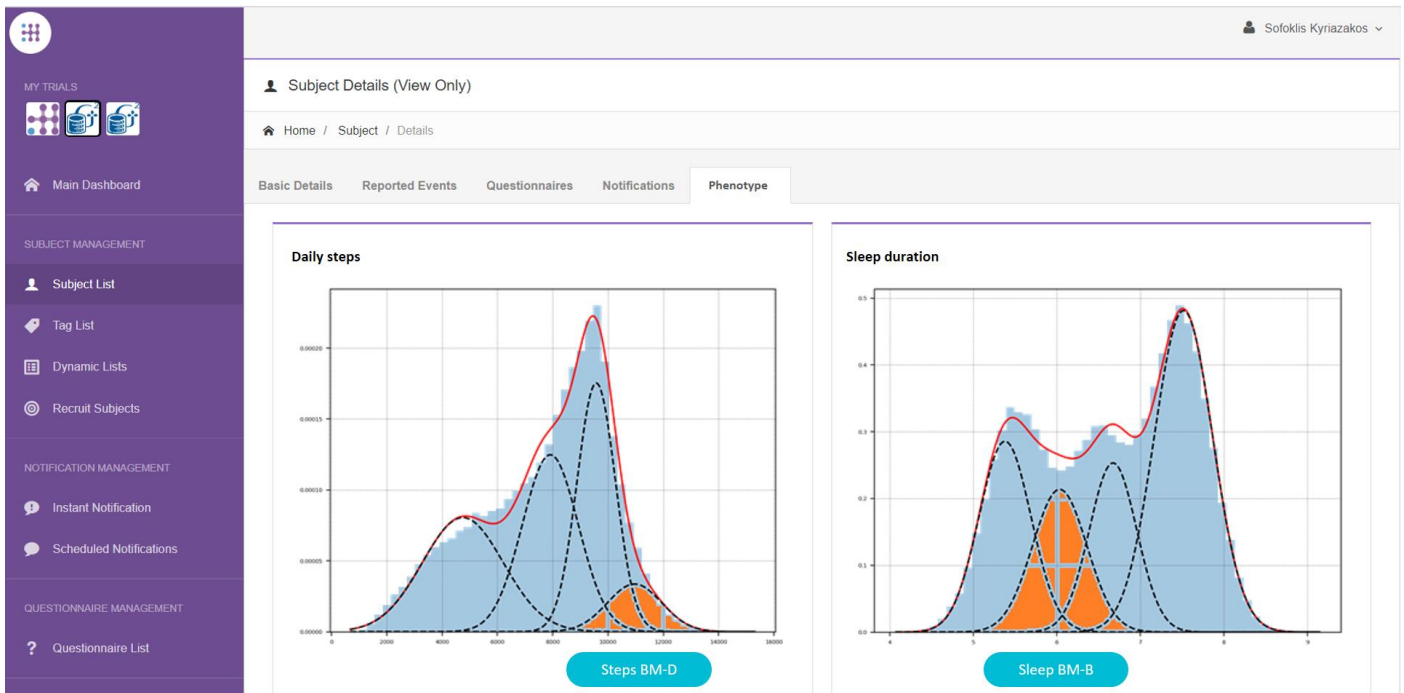 Sofoklis Kyriazakos
MY TRIALS
Subject Details (View Only)
Home / Subject / Details
Main Dashboard
Basic Details Reported Events Questionnaires Notifications Phenotype
SUBJECT MANAGEMENT
Subject List
Tag List
Dynamic Lists
Recruit Subjects
NOTIFICATION MANAGEMENT
Instant Notification
Scheduled Notifications
QUESTIONNAIRE MANAGEMENT
? Questionnaire List
Daily steps
0.00020
0.00015
0.00010
0.00005
0.00000
0 2000 4000 6000 8000 10000 12000 14000 16000
Steps BM-D
Sleep duration
0.5
0.4
0.3
0.2
0.1
0.0
4 5 6 7 8 9
Sleep BM-B